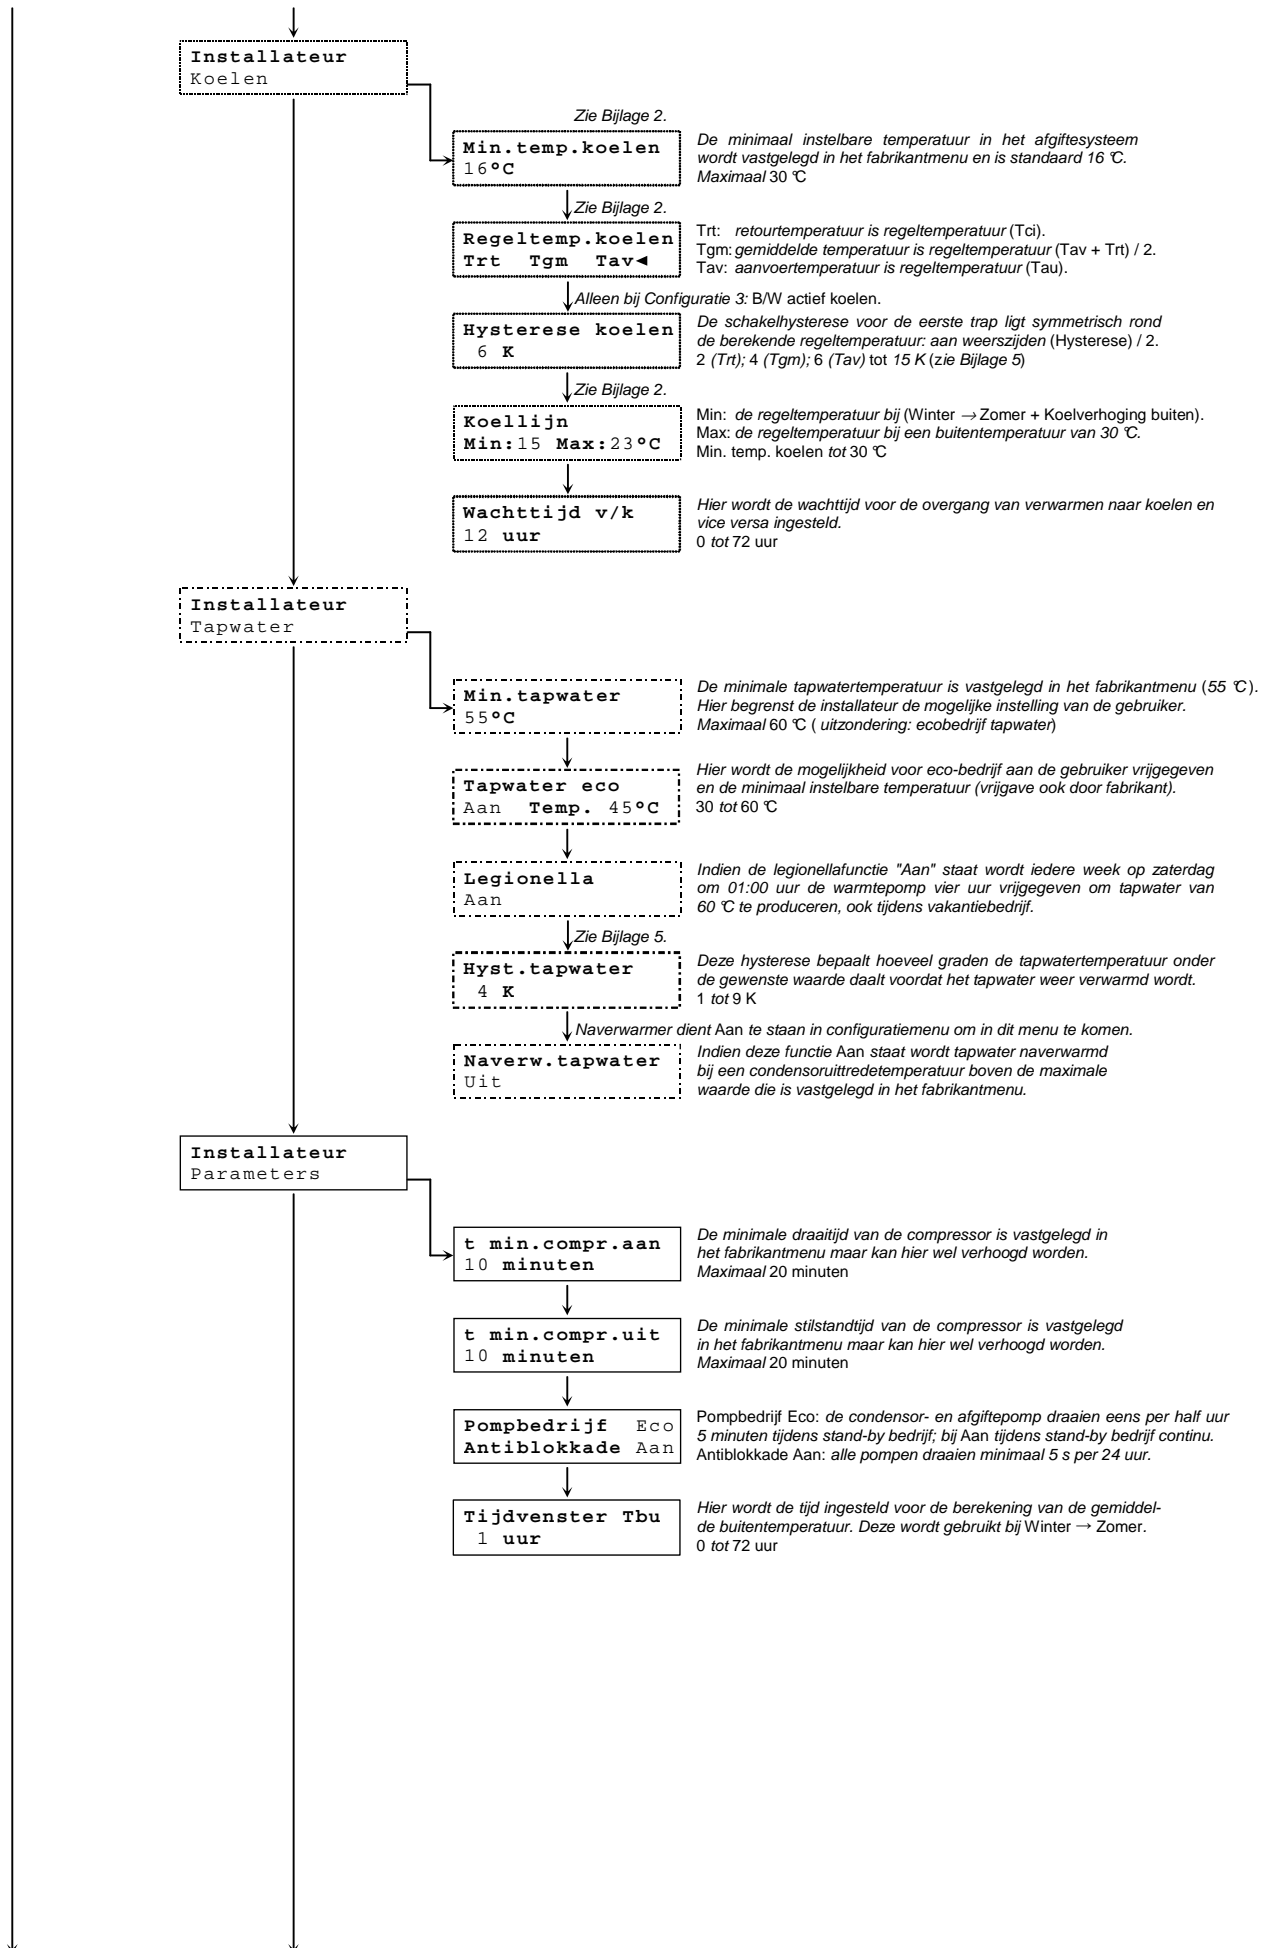 Installateur
Koelen
Zie Bijlage 2.
Min.temp.koelen
16°C
De minimaal instelbare temperatuur in het afgiftesysteem
wordt vastgelegd in het fabrikantmenu en is standaard 16 °C.
Maximaal 30 °C
Zie Bijlage 2.
Regeltemp.koelen
Trt Tgm Tav◄
Trt: retourtemperatuur is regeltemperatuur (Tci).
Tgm: gemiddelde temperatuur is regeltemperatuur (Tav + Trt) / 2.
Tav: aanvoertemperatuur is regeltemperatuur (Tau).
Alleen bij Configuratie 3: B/W actief koelen.
Hysterese koelen
6 K
De schakelhysterese voor de eerste trap ligt symmetrisch rond
de berekende regeltemperatuur: aan weerszijden (Hysterese) / 2.
2 (Trt); 4 (Tgm); 6 (Tav) tot 15 K (zie Bijlage 5)
Zie Bijlage 2.
Koellijn
Min:15 Max:23°C
Min: de regeltemperatuur bij (Winter → Zomer + Koelverhoging buiten).
Max: de regeltemperatuur bij een buitentemperatuur van 30 °C.
Min. temp. koelen tot 30 °C
Wachttijd v/k
12 uur
Hier wordt de wachttijd voor de overgang van verwarmen naar koelen en
vice versa ingesteld.
0 tot 72 uur
Installateur
Tapwater
Min.tapwater
55°C
De minimale tapwatertemperatuur is vastgelegd in het fabrikantmenu (55 °C).
Hier begrenst de installateur de mogelijke instelling van de gebruiker.
Maximaal 60 °C ( uitzondering: ecobedrijf tapwater)
Tapwater eco
Aan Temp. 45°C
Hier wordt de mogelijkheid voor eco-bedrijf aan de gebruiker vrijgegeven
en de minimaal instelbare temperatuur (vrijgave ook door fabrikant).
30 tot 60 °C
Legionella
Aan
Indien de legionellafunctie "Aan" staat wordt iedere week op zaterdag
om 01:00 uur de warmtepomp vier uur vrijgegeven om tapwater van
60 °C te produceren, ook tijdens vakantiebedrijf.
Zie Bijlage 5.
Hyst.tapwater
4 K
Deze hysterese bepaalt hoeveel graden de tapwatertemperatuur onder
de gewenste waarde daalt voordat het tapwater weer verwarmd wordt.
1 tot 9 K
Naverwarmer dient Aan te staan in configuratiemenu om in dit menu te komen.
Naverw.tapwater
Uit
Indien deze functie Aan staat wordt tapwater naverwarmd
bij een condensoruittredetemperatuur boven de maximale
waarde die is vastgelegd in het fabrikantmenu.
Installateur
Parameters
t min.compr.aan
10 minuten
De minimale draaitijd van de compressor is vastgelegd in
het fabrikantmenu maar kan hier wel verhoogd worden.
Maximaal 20 minuten
t min.compr.uit
10 minuten
De minimale stilstandtijd van de compressor is vastgelegd
in het fabrikantmenu maar kan hier wel verhoogd worden.
Maximaal 20 minuten
Pompbedrijf Eco
Antiblokkade Aan
Pompbedrijf Eco: de condensor- en afgiftepomp draaien eens per half uur
5 minuten tijdens stand-by bedrijf; bij Aan tijdens stand-by bedrijf continu.
Antiblokkade Aan: alle pompen draaien minimaal 5 s per 24 uur.
Tijdvenster Tbu
1 uur
Hier wordt de tijd ingesteld voor de berekening van de gemiddel-
de buitentemperatuur. Deze wordt gebruikt bij Winter → Zomer.
0 tot 72 uur